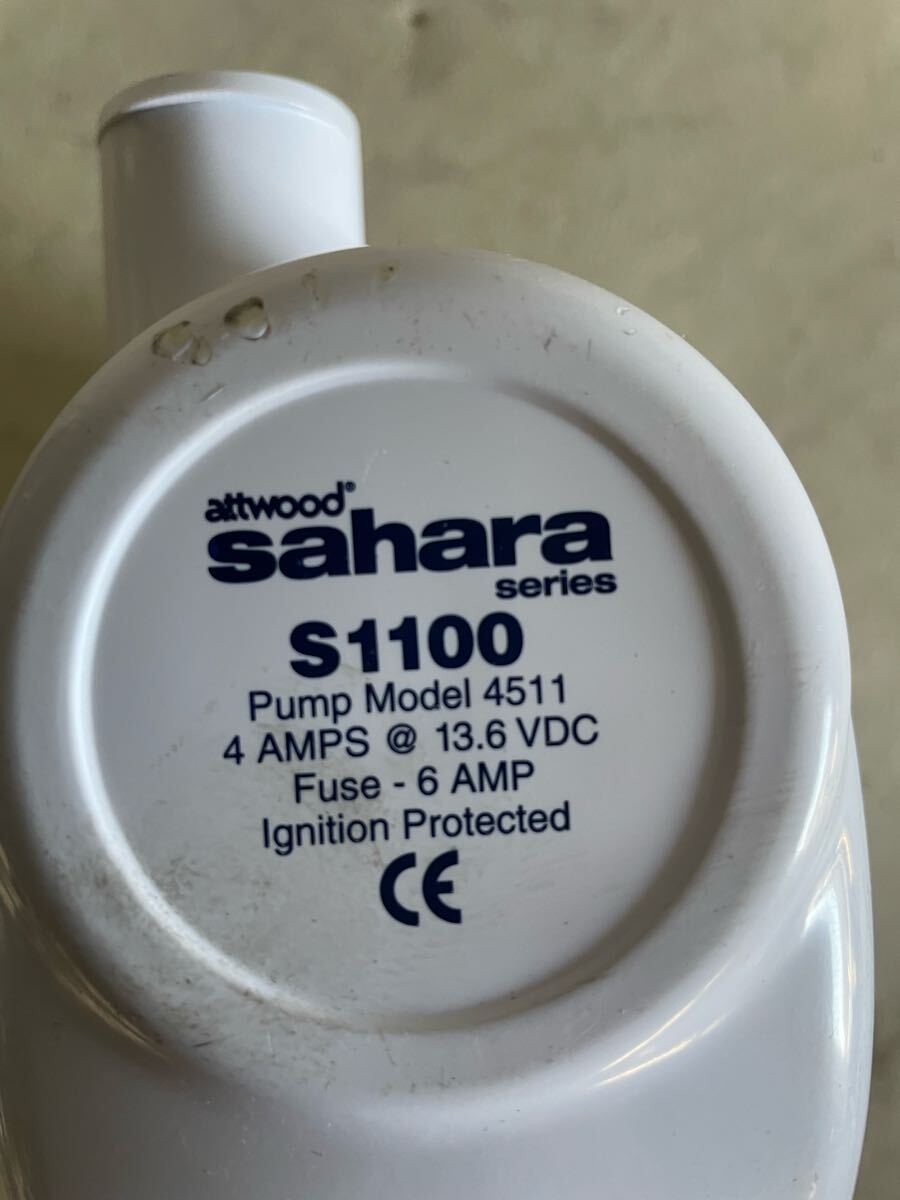 attwood®
sahara
series
S1100
Pump Model 4511
4 AMPS @ 13.6 VDC
Fuse - 6 AMP
Ignition Protected
CE